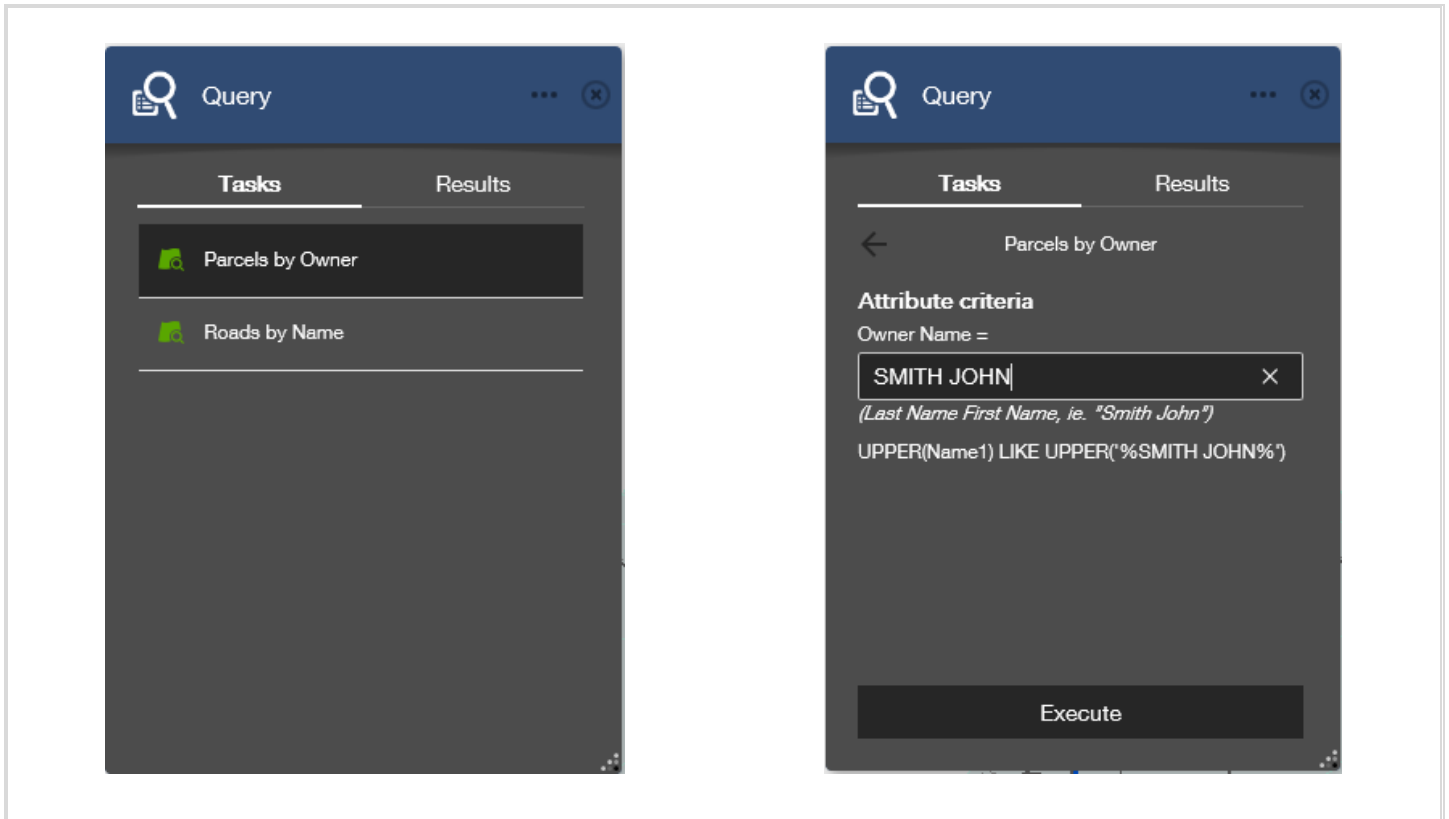 Query
Tasks Results
Parcels by Owner
Roads by Name
Query
Tasks Results
Parcels by Owner
Attribute criteria
Owner Name =
SMITH JOHN
(Last Name First Name, ie. "Smith John")
UPPER(Name1) LIKE UPPER('%SMITH JOHN%')
Execute